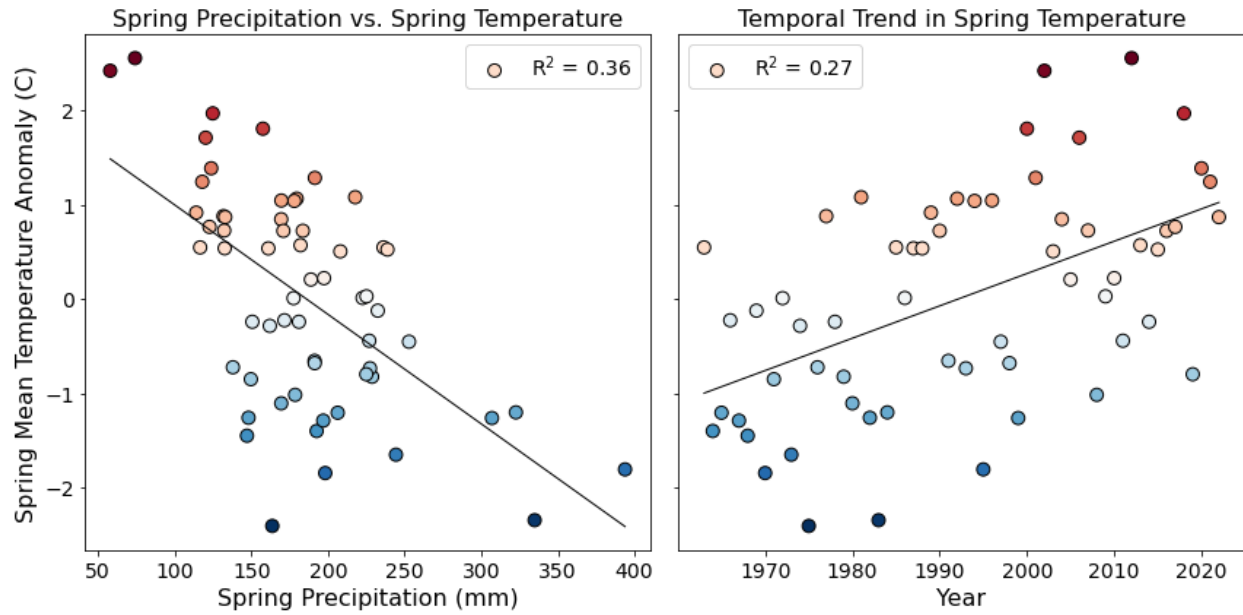 Spring Precipitation vs. Spring Temperature
R² = 0.36
Spring Mean Temperature Anomaly (C)
2
1
0
−1
−2
50 100 150 200 250 300 350 400
Spring Precipitation (mm)
Temporal Trend in Spring Temperature
R² = 0.27
1970 1980 1990 2000 2010 2020
Year